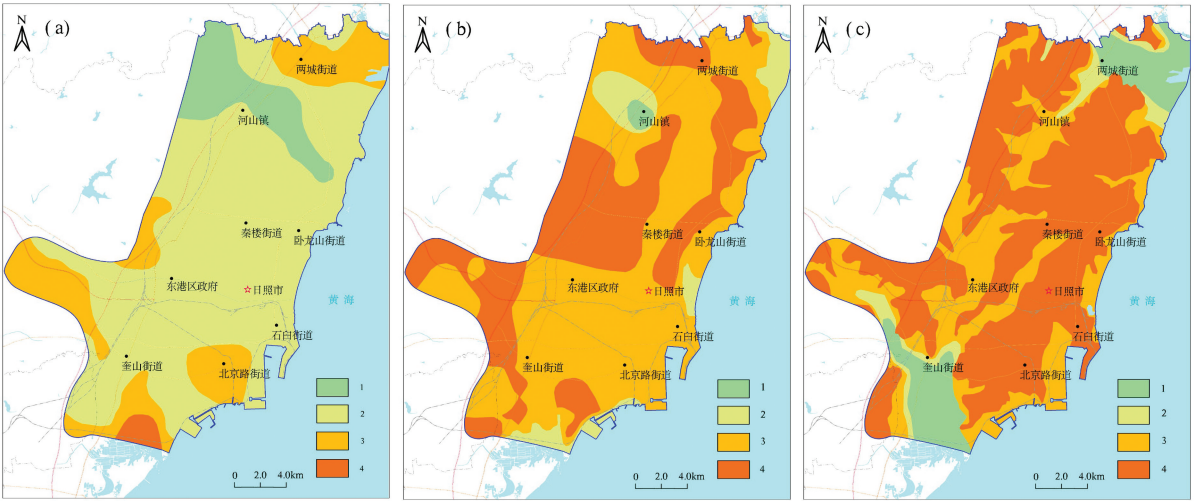 N
( a )
两城街道
河山镇
秦楼街道
卧龙山街道
东港区政府
日照市
黄 海
石臼街道
奎山街道
北京路街道
1
2
3
4
0 2.0 4.0km
N
( b )
两城街道
河山镇
秦楼街道
卧龙山街道
东港区政府
日照市
黄 海
石臼街道
奎山街道
北京路街道
1
2
3
4
0 2.0 4.0km
N
( c )
两城街道
河山镇
秦楼街道
卧龙山街道
东港区政府
日照市
黄 海
石臼街道
奎山街道
北京路街道
1
2
3
4
0 2.0 4.0km